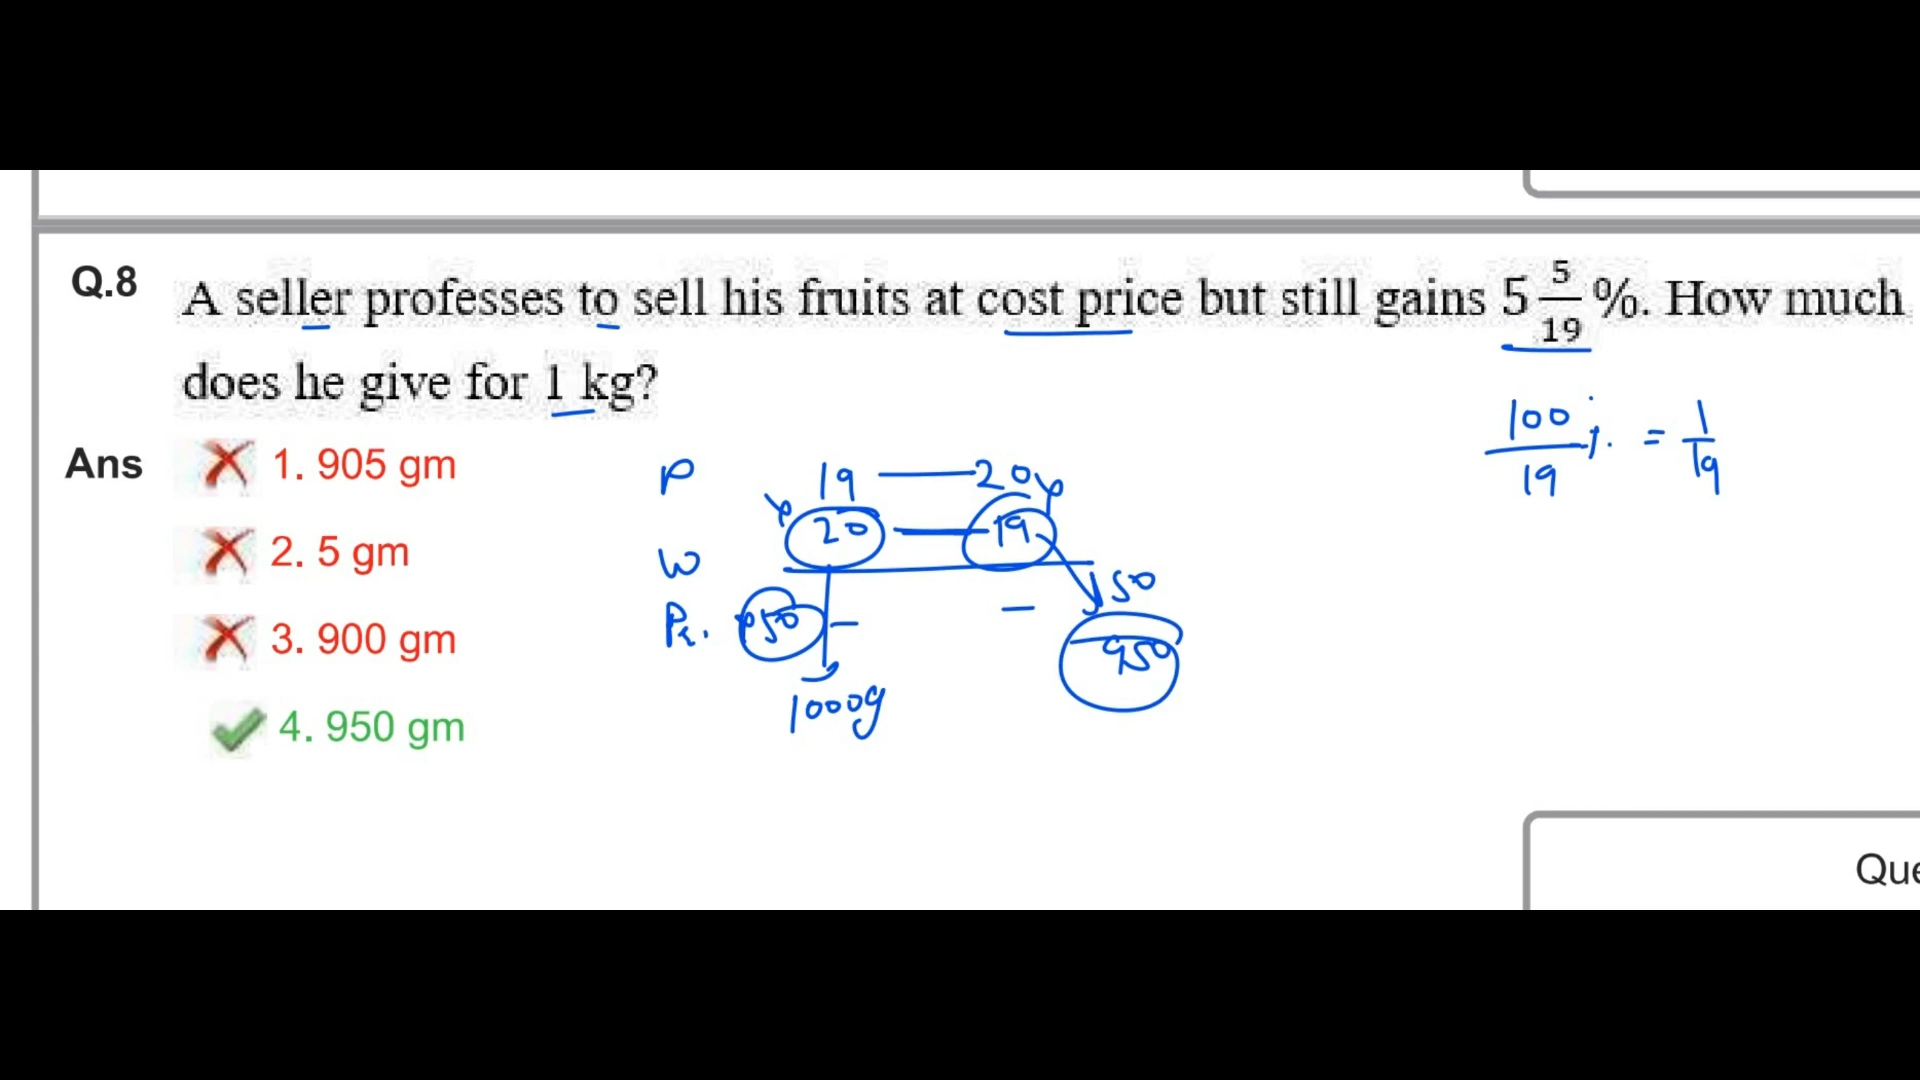 Q.8 A seller professes to sell his fruits at cost price but still gains 5 5/19 %. How much
does he give for 1 kg?
100/19 %. = 1/19
Ans 1. 905 gm
2. 5 gm
3. 900 gm
4. 950 gm
P 19 — 20
W 20 — 19
Pr. 50 — — 50
950
1000g
Que